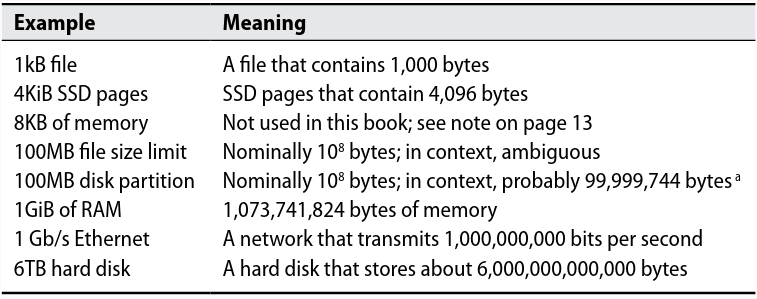 Example Meaning
1kB file A file that contains 1,000 bytes
4KiB SSD pages SSD pages that contain 4,096 bytes
8KB of memory Not used in this book; see note on page 13
100MB file size limit Nominally 10⁸ bytes; in context, ambiguous
100MB disk partition Nominally 10⁸ bytes; in context, probably 99,999,744 bytes ᵃ
1GiB of RAM 1,073,741,824 bytes of memory
1 Gb/s Ethernet A network that transmits 1,000,000,000 bits per second
6TB hard disk A hard disk that stores about 6,000,000,000,000 bytes